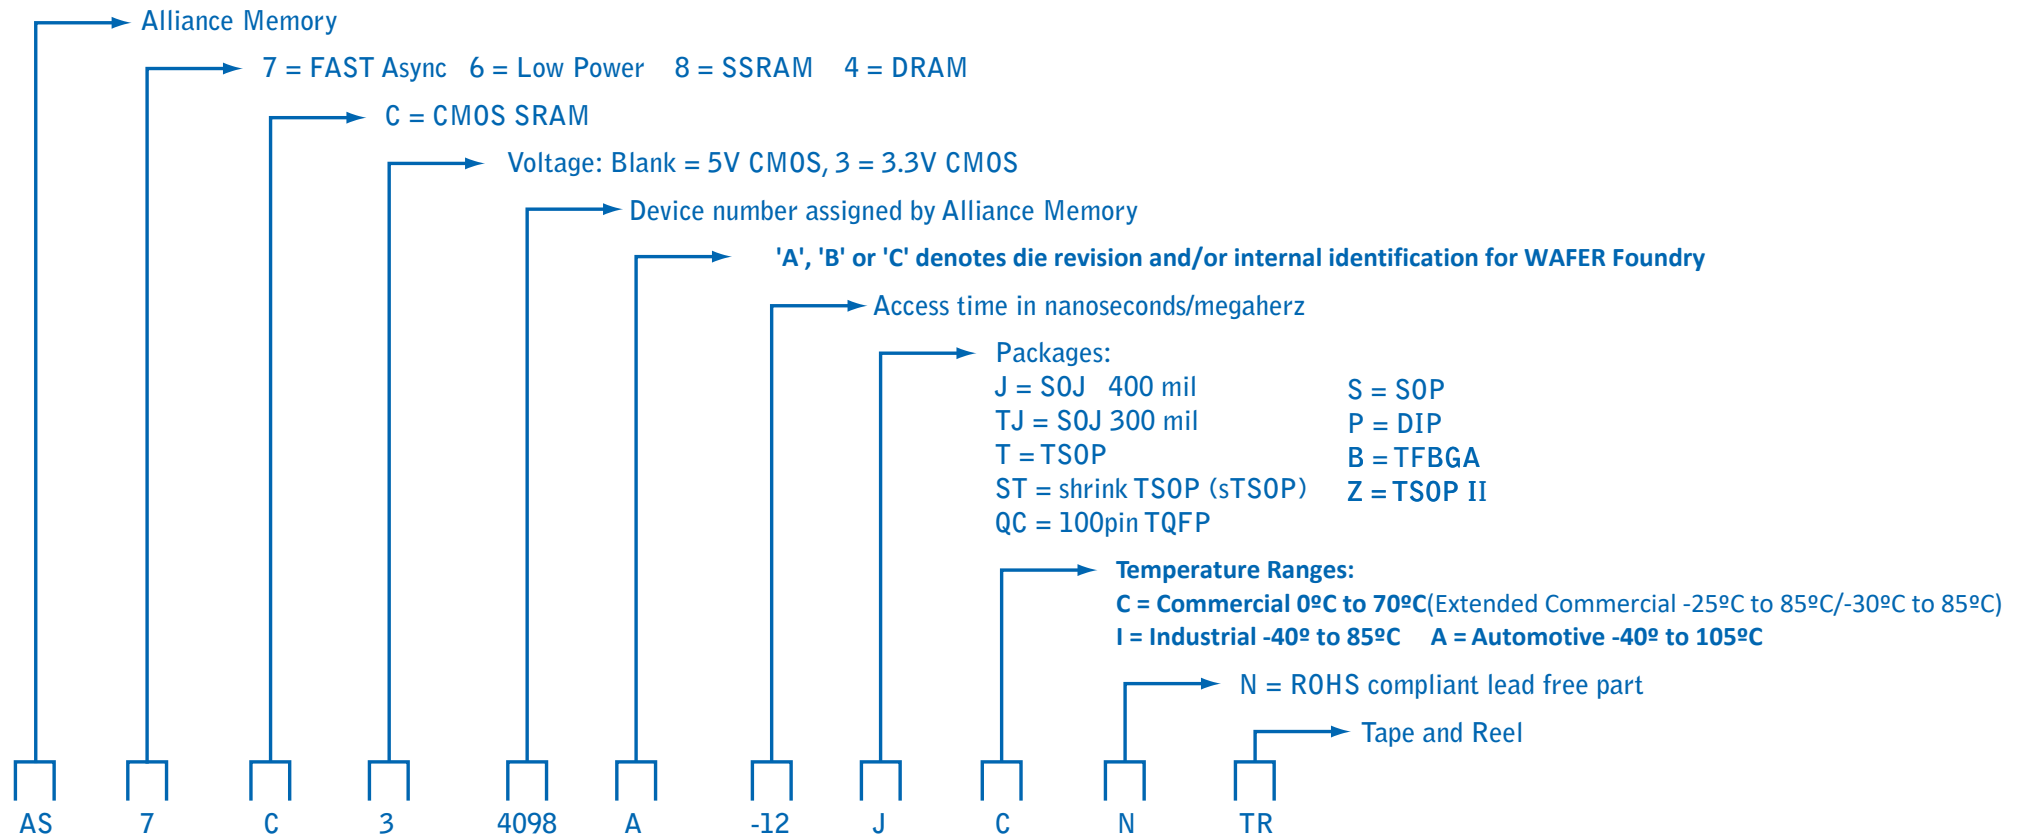 Alliance Memory
7 = FAST Async 6 = Low Power 8 = SSRAM 4 = DRAM
C = CMOS SRAM
Voltage: Blank = 5V CMOS, 3 = 3.3V CMOS
Device number assigned by Alliance Memory
'A', 'B' or 'C' denotes die revision and/or internal identification for WAFER Foundry
Access time in nanoseconds/megaherz
Packages:
J = SOJ 400 mil
TJ = SOJ 300 mil
T = TSOP
ST = shrink TSOP (sTSOP)
QC = 100pin TQFP
S = SOP
P = DIP
B = TFBGA
Z = TSOP II
Temperature Ranges:
C = Commercial 0ºC to 70ºC(Extended Commercial -25ºC to 85ºC/-30ºC to 85ºC)
I = Industrial -40º to 85ºC A = Automotive -40º to 105ºC
N = ROHS compliant lead free part
Tape and Reel
AS 7 C 3 4098 A -12 J C N TR